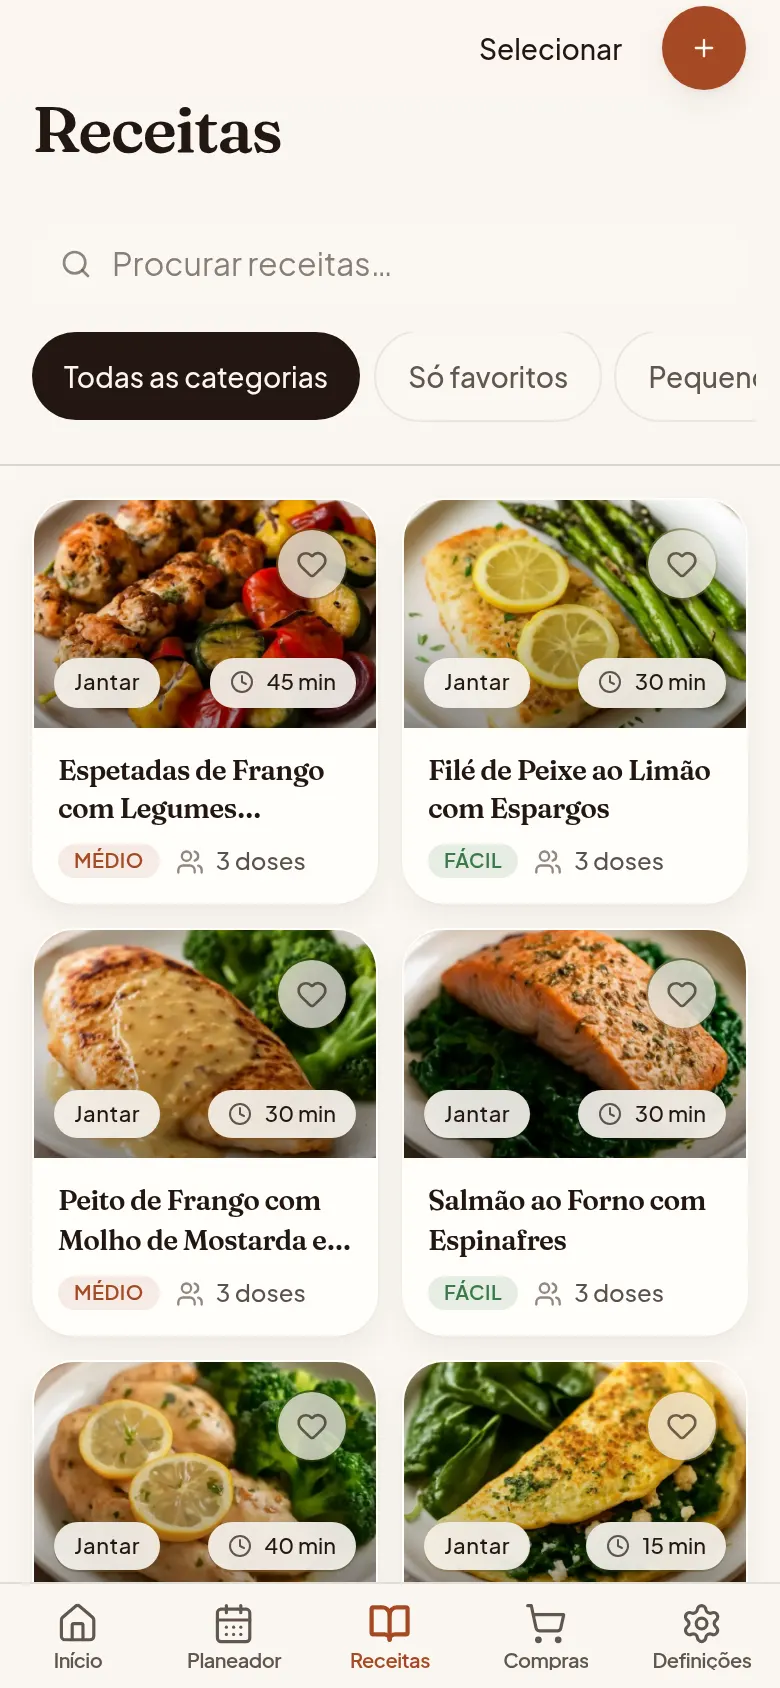 Selecionar
Receitas
Procurar receitas...
Todas as categorias
Só favoritos
Pequeno
Jantar
45 min
Jantar
30 min
Espetadas de Frango
com Legumes...
MÉDIO
3 doses
Filé de Peixe ao Limão
com Espargos
FÁCIL
3 doses
Jantar
30 min
Jantar
30 min
Peito de Frango com
Molho de Mostarda e...
MÉDIO
3 doses
Salmão ao Forno com
Espinafres
FÁCIL
3 doses
Jantar
40 min
Jantar
15 min
Início
Planeador
Receitas
Compras
Definições